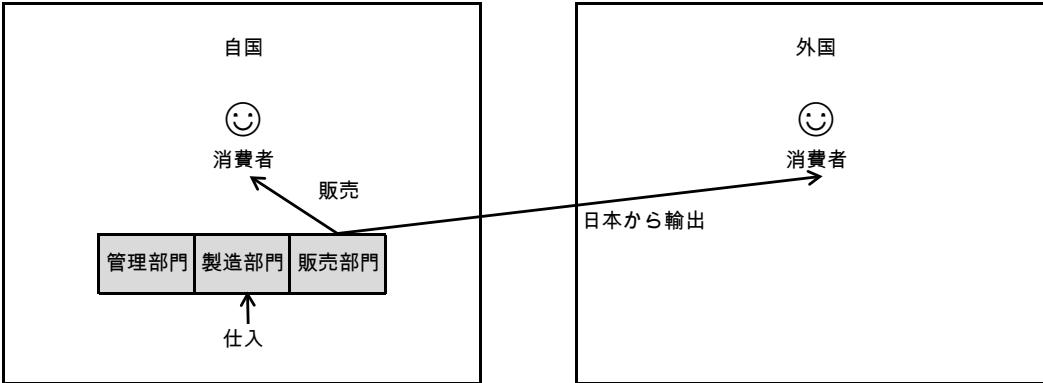 自国
消費者
販売
管理部門 製造部門 販売部門
仕入
外国
消費者
日本から輸出